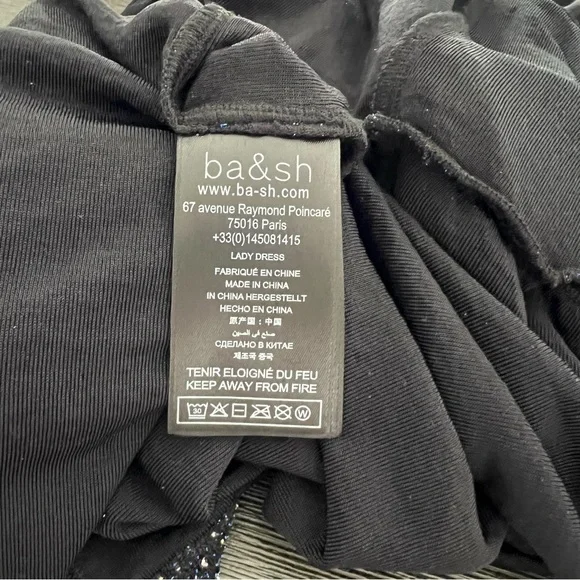 ba&sh
www.ba-sh.com
67 avenue Raymond Poincaré
75016 Paris
+33(0)145081415
LADY DRESS
FABRIQUÉ EN CHINE
MADE IN CHINA
IN CHINA HERGESTELLT
HECHO EN CHINA
原产国：中国
صنع في الصين
СДЕЛАНО В КИТАЕ
제조국 중국
TENIR ELOIGNÉ DU FEU
KEEP AWAY FROM FIRE
30 W